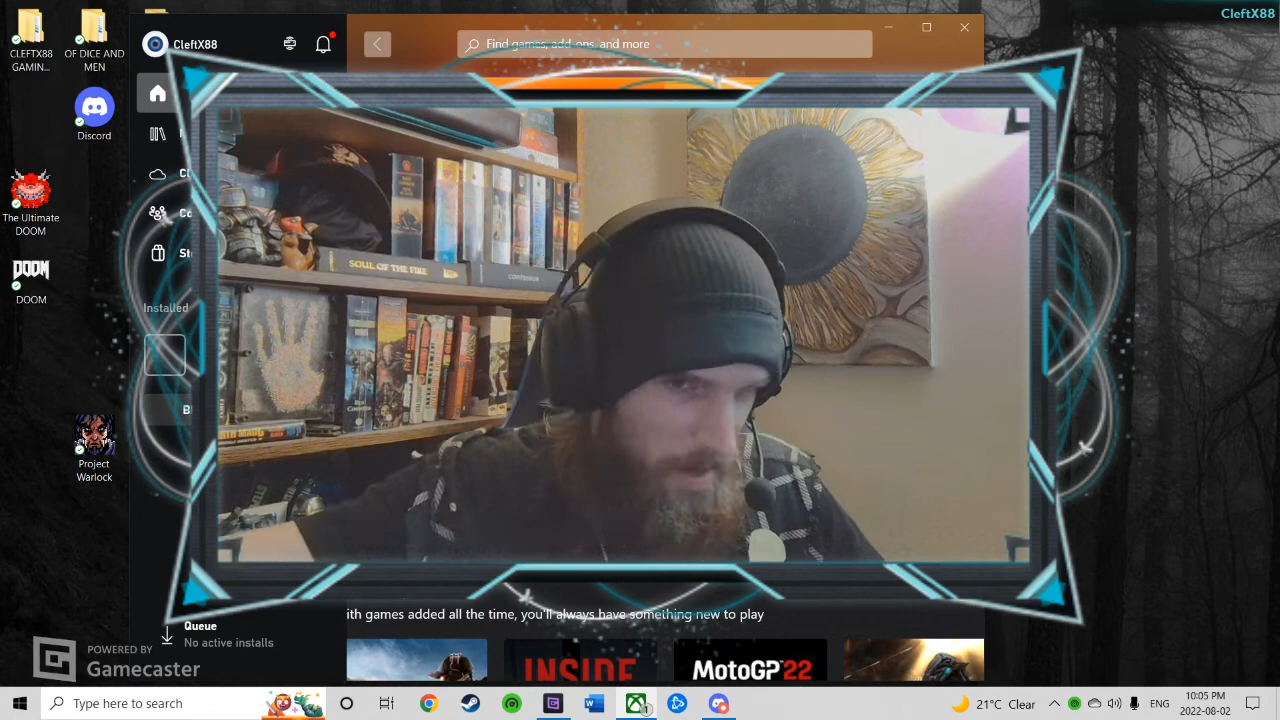 CleftX88
CLEFTX88
GAMIN...
OF DICE AND
MEN
Discord
The Ultimate
DOOM
DOOM
DOOM
Project
Warlock
CleftX88
Find games, add-ons, and more
Installed
SOUL OF THE FIRE
Queue
No active installs
ith games added all the time, you'll always have something new to play
INSIDE
MotoGP™22
POWERED BY
Gamecaster
Type here to search
21°C Clear
ENG
10:05 PM
2022-08-02